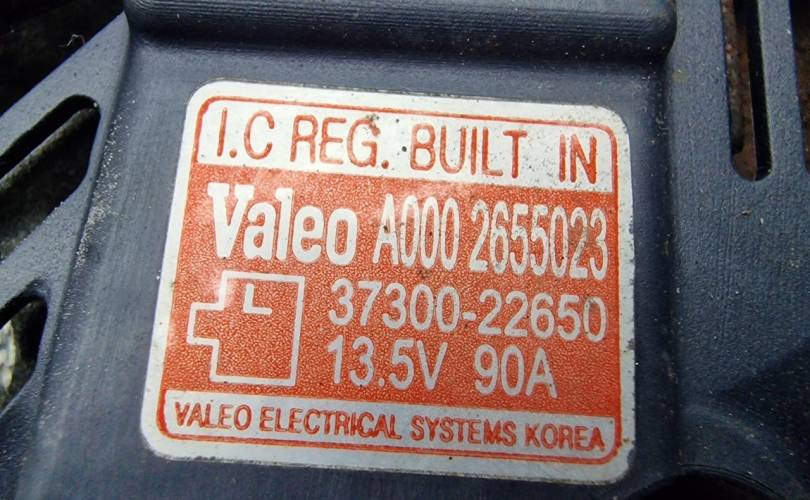 I.C REG. BUILT IN
Valeo A000 2655023
L
37300-22650
13.5V 90A
VALEO ELECTRICAL SYSTEMS KOREA